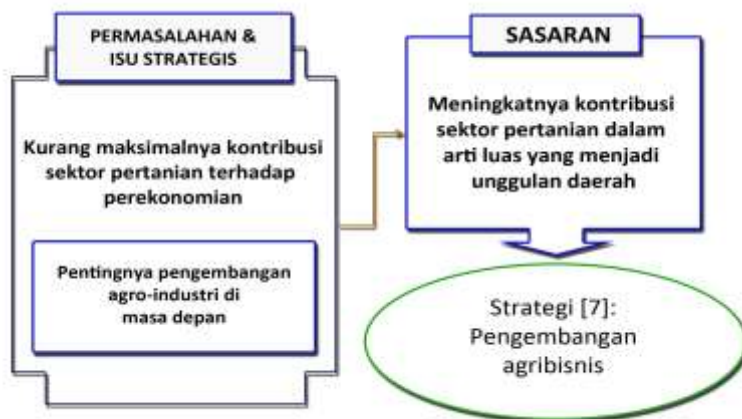 PERMASALAHAN &
ISU STRATEGIS
Kurang maksimalnya kontribusi
sektor pertanian terhadap
perekonomian
Pentingnya pengembangan
agro-industri di
masa depan
SASARAN
Meningkatnya kontribusi
sektor pertanian dalam
arti luas yang menjadi
unggulan daerah
Strategi [7]:
Pengembangan
agribisnis